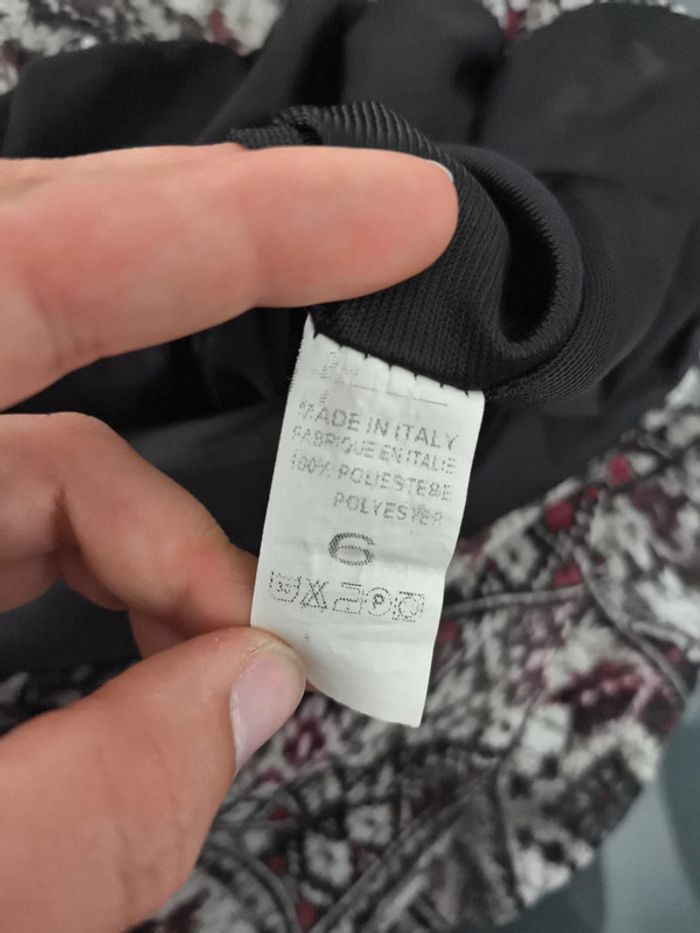 MADE IN ITALY
FABRIQUE EN ITALIE
100% POLIESTERE
POLYESTER
6
P